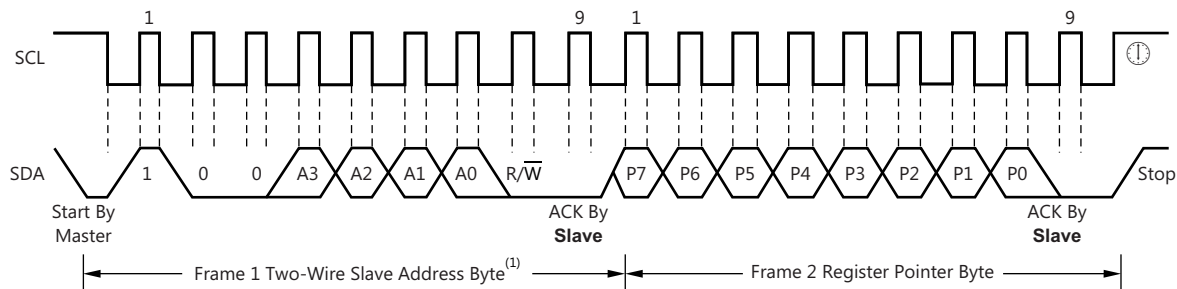 1 9 1 9
SCL
SDA 1 0 0 A3 A2 A1 A0 R/W̅ P7 P6 P5 P4 P3 P2 P1 P0 Stop
Start By ACK By ACK By
Master Slave Slave
Frame 1 Two-Wire Slave Address Byte(1) Frame 2 Register Pointer Byte